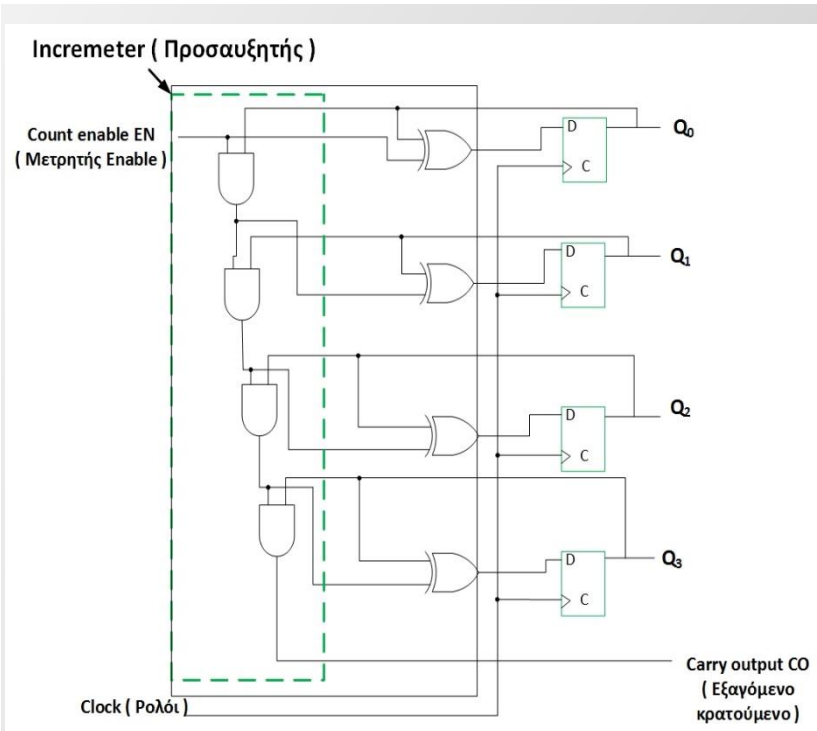 Incremeter ( Προσαυξητής )
Count enable EN
( Μετρητής Enable )
D
C
Q₀
D
C
Q₁
D
C
Q₂
D
C
Q₃
Carry output CO
( Εξαγόμενο
κρατούμενο )
Clock ( Ρολόι )